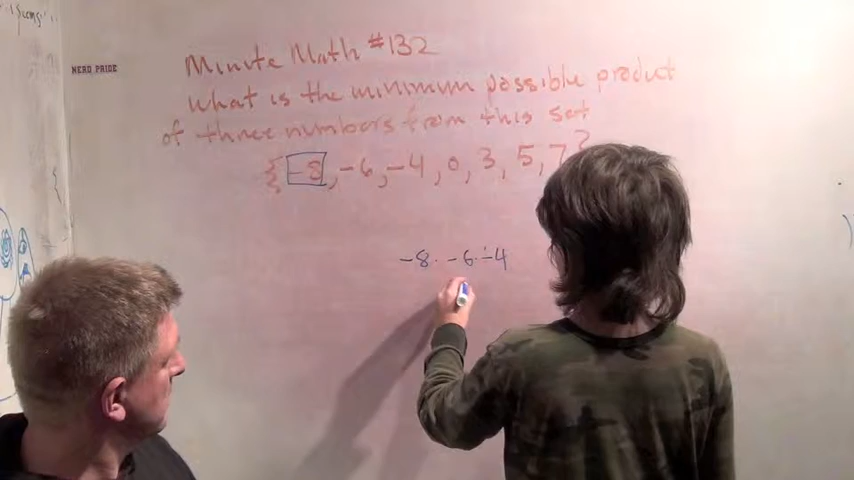 NERD PRIDE
Minute Math #132
What is the minimum possible product
of three numbers from this set
{-8, -6, -4, 0, 3, 5, 7}
-8 · -6 · -4